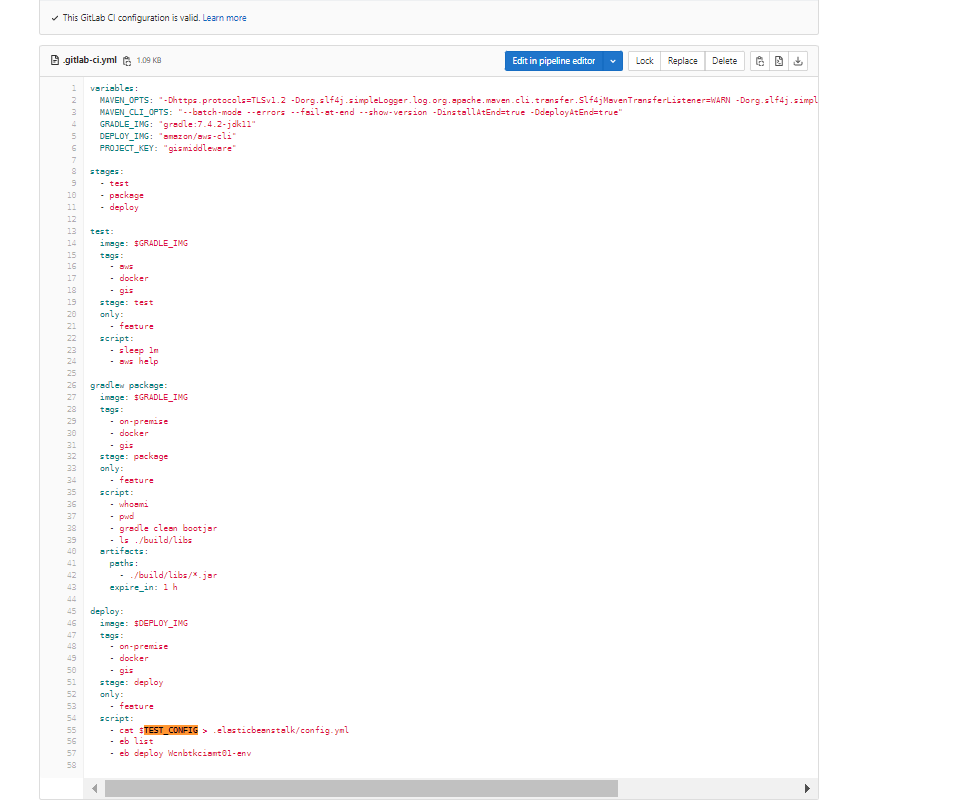 This GitLab CI configuration is valid. Learn more
.gitlab-ci.yml 1.09 KB Edit in pipeline editor Lock Replace Delete
1 variables:
2 MAVEN_OPTS: "-Dhttps.protocols=TLSv1.2 -Dorg.slf4j.simpleLogger.log.org.apache.maven.cli.transfer.Slf4jMavenTransferListener=WARN -Dorg.slf4j.simpl
3 MAVEN_CLI_OPTS: "--batch-mode --errors --fail-at-end --show-version -DinstallAtEnd=true -DdeployAtEnd=true"
4 GRADLE_IMG: "gradle:7.4.2-jdk11"
5 DEPLOY_IMG: "amazon/aws-cli"
6 PROJECT_KEY: "gismiddleware"
7
8 stages:
9 - test
10 - package
11 - deploy
12
13 test:
14 image: $GRADLE_IMG
15 tags:
16 - aws
17 - docker
18 - gis
19 stage: test
20 only:
21 - feature
22 script:
23 - sleep 1m
24 - aws help
25
26 gradlew package:
27 image: $GRADLE_IMG
28 tags:
29 - on-premise
30 - docker
31 - gis
32 stage: package
33 only:
34 - feature
35 script:
36 - whoami
37 - pwd
38 - gradle clean bootjar
39 - ls ./build/libs
40 artifacts:
41 paths:
42 - ./build/libs/*.jar
43 expire_in: 1 h
44
45 deploy:
46 image: $DEPLOY_IMG
47 tags:
48 - on-premise
49 - docker
50 - gis
51 stage: deploy
52 only:
53 - feature
54 script:
55 - cat $TEST_CONFIG > .elasticbeanstalk/config.yml
56 - eb list
57 - eb deploy Wcnbtkciamt01-env
58